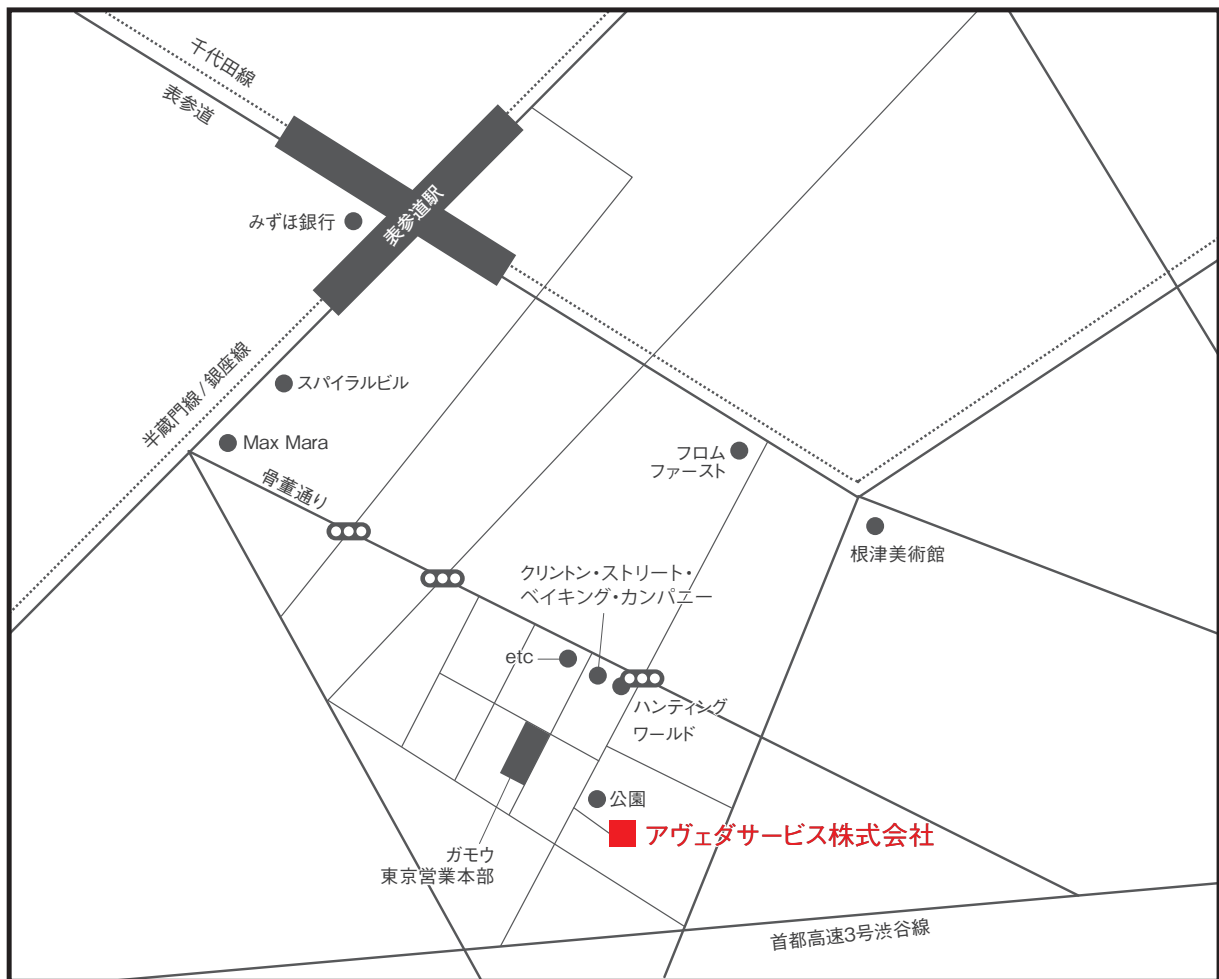 千代田線
表参道
表参道駅
みずほ銀行
半蔵門線/銀座線
スパイラルビル
Max Mara
骨董通り
フロム
ファースト
根津美術館
クリントン・ストリート・
ベイキング・カンパニー
etc
ハンティング
ワールド
公園
アヴェダサービス株式会社
ガモウ
東京営業本部
首都高速3号渋谷線